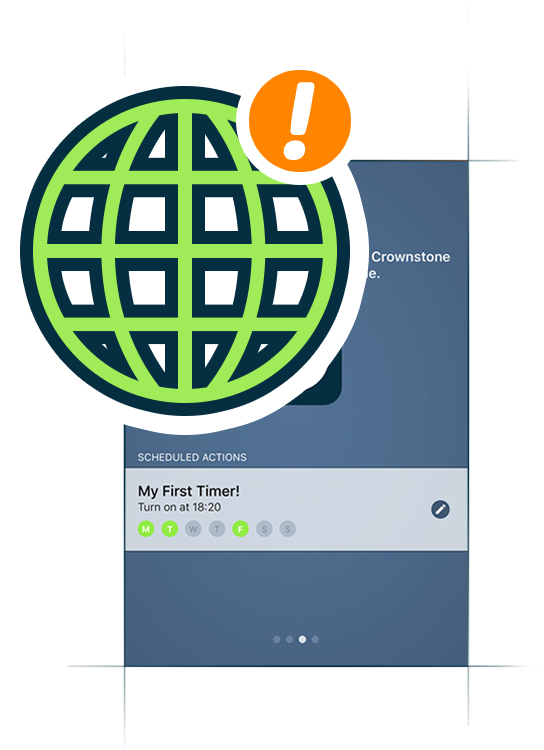 !
Crownstone
e.
SCHEDULED ACTIONS
My First Timer!
Turn on at 18:20
M T W T F S S